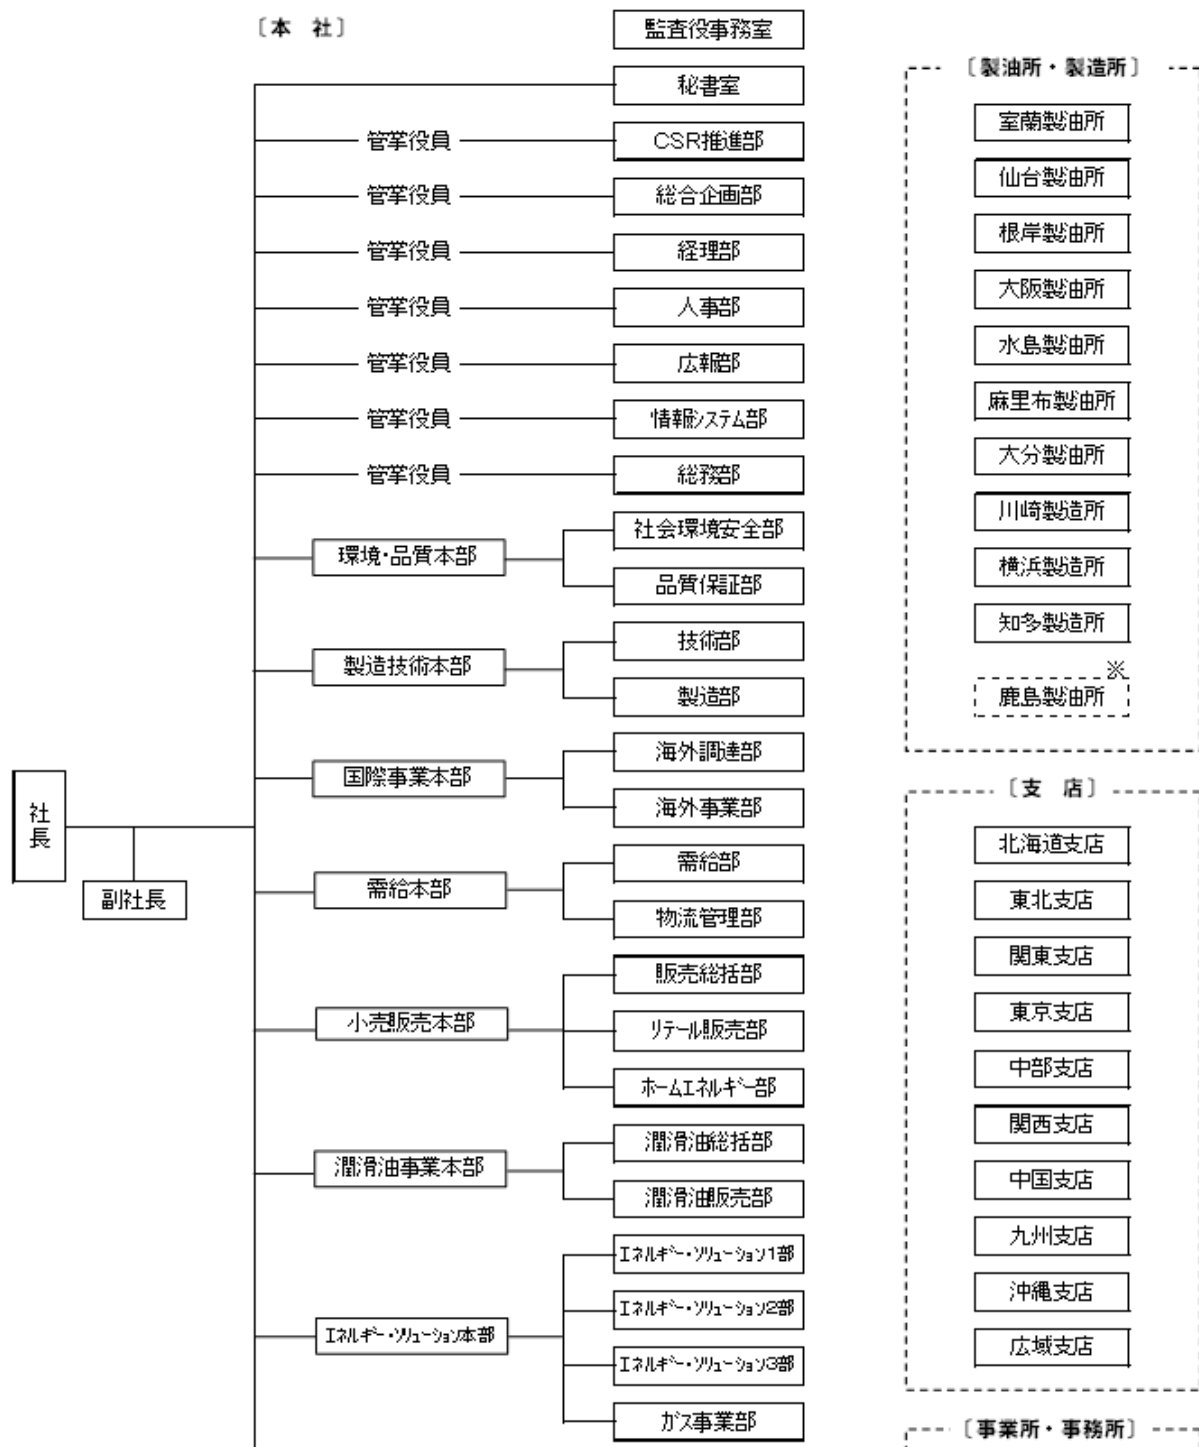 〔本　社〕
監査役事務室
秘書室
管掌役員
CSR推進部
管掌役員
総合企画部
管掌役員
経理部
管掌役員
人事部
管掌役員
広報部
管掌役員
情報システム部
管掌役員
総務部
環境・品質本部
社会環境安全部
品質保証部
製造技術本部
技術部
製造部
国際事業本部
海外調達部
海外事業部
社長
副社長
需給本部
需給部
物流管理部
小売販売本部
販売総括部
リテール販売部
ホームエネルギー部
潤滑油事業本部
潤滑油総括部
潤滑油販売部
エネルギー・ソリューション本部
エネルギー・ソリューション1部
エネルギー・ソリューション2部
エネルギー・ソリューション3部
ガス事業部
〔製油所・製造所〕
室蘭製油所
仙台製油所
根岸製油所
大阪製油所
水島製油所
麻里布製油所
大分製油所
川崎製造所
横浜製造所
知多製造所
※
鹿島製油所
〔支　店〕
北海道支店
東北支店
関東支店
東京支店
中部支店
関西支店
中国支店
九州支店
沖縄支店
広域支店
〔事業所・事務所〕